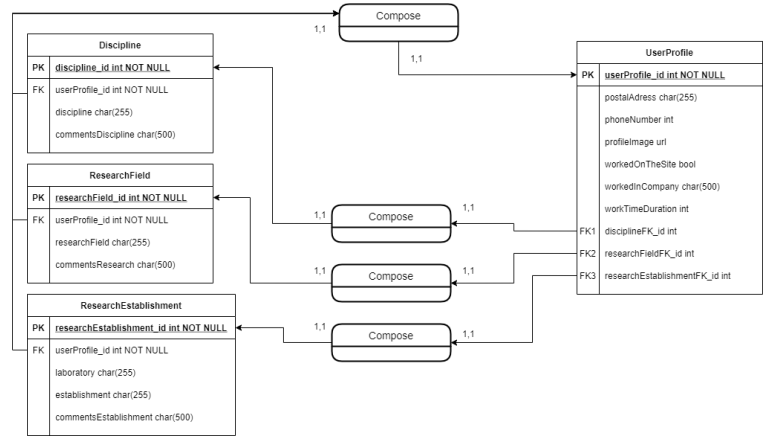 Compose
1,1
1,1
Discipline
PK discipline_id int NOT NULL
FK userProfile_id int NOT NULL
discipline char(255)
commentsDiscipline char(500)
UserProfile
PK userProfile_id int NOT NULL
postalAdress char(255)
phoneNumber int
profileImage url
workedOnTheSite bool
workedInCompany char(500)
workTimeDuration int
FK1 disciplineFK_id int
FK2 researchFieldFK_id int
FK3 researchEstablishmentFK_id int
ResearchField
PK researchField_id int NOT NULL
FK userProfile_id int NOT NULL
researchField char(255)
commentsResearch char(500)
1,1
Compose
1,1
1,1
Compose
1,1
ResearchEstablishment
PK researchEstablishment_id int NOT NULL
FK userProfile_id int NOT NULL
laboratory char(255)
establishment char(255)
commentsEstablishment char(500)
1,1
Compose
1,1